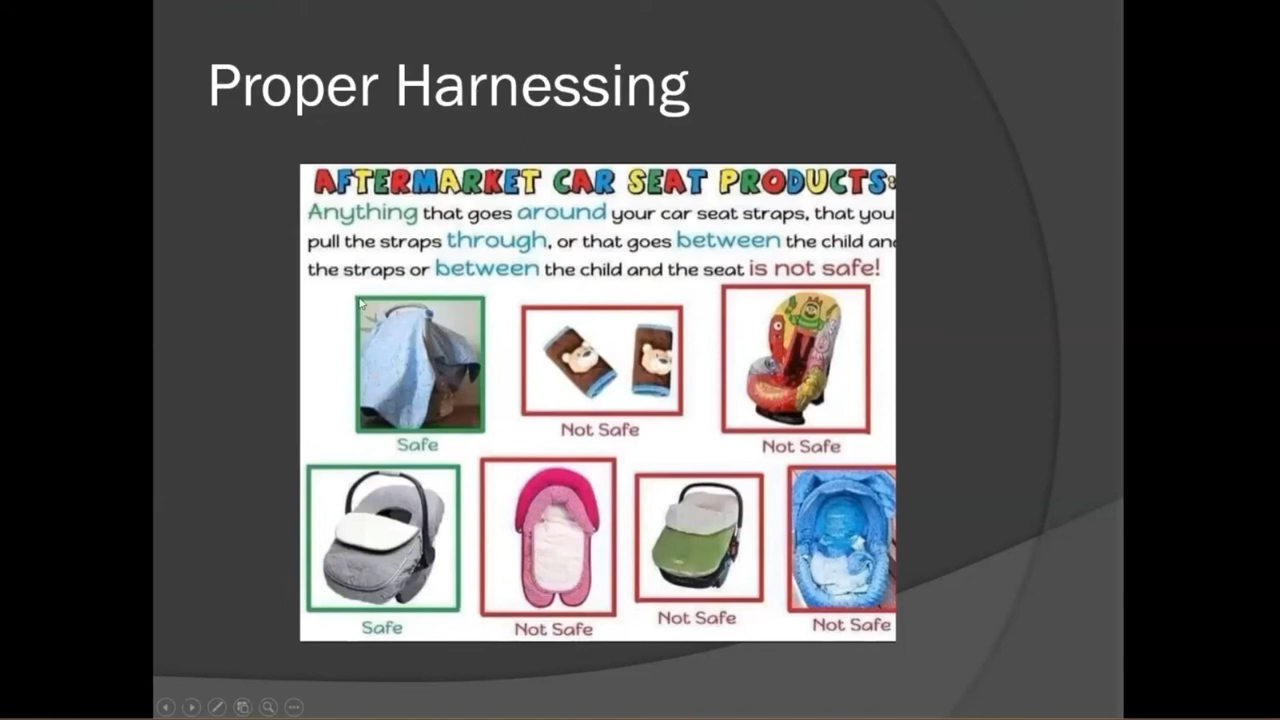 Proper Harnessing
AFTERMARKET CAR SEAT PRODUCTS:
Anything that goes around your car seat straps, that you
pull the straps through, or that goes between the child and
the straps or between the child and the seat is not safe!
Safe
Not Safe
Not Safe
Safe
Not Safe
Not Safe
Not Safe